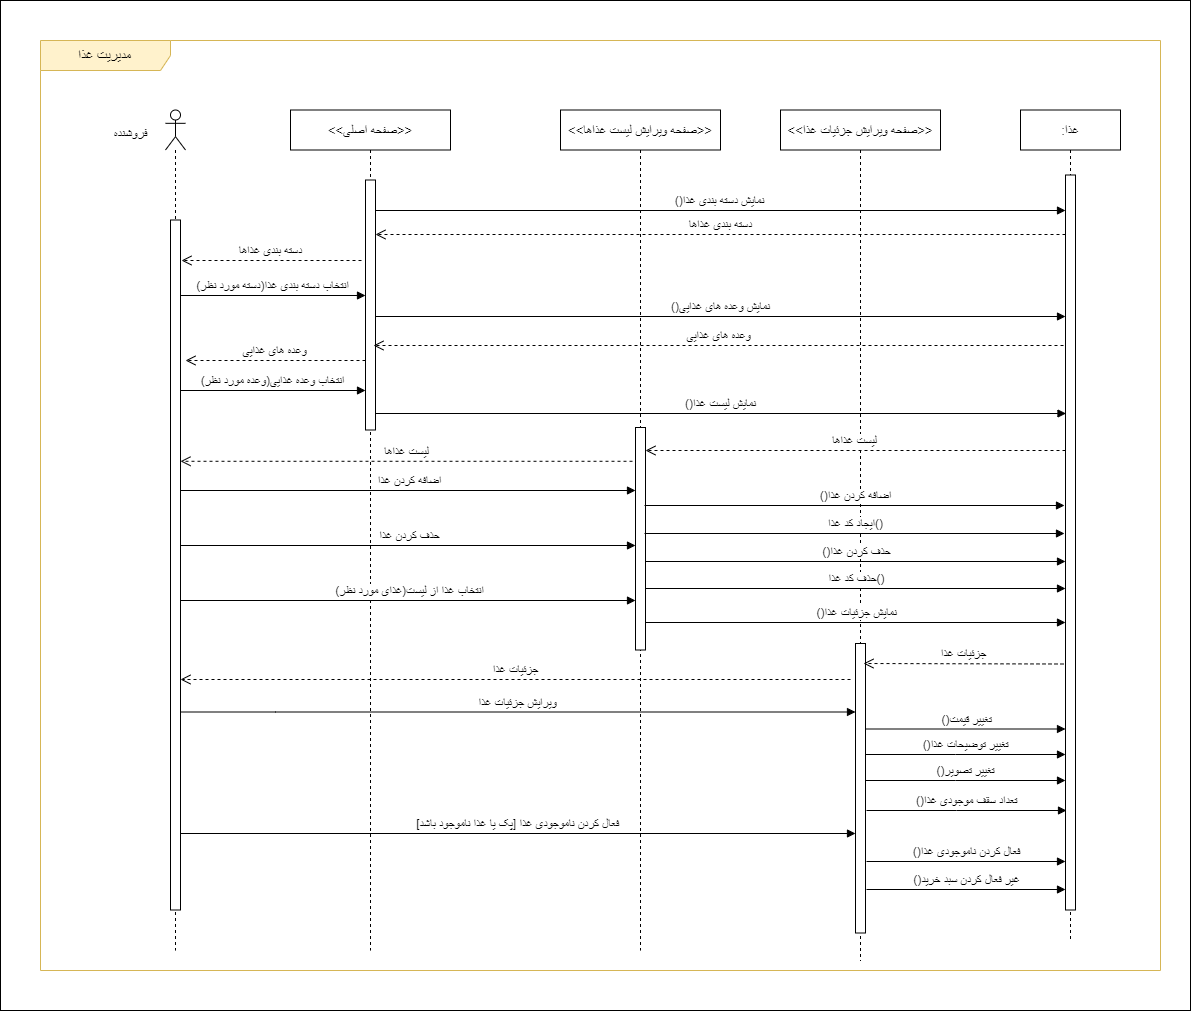 مدیریت غذا
فروشنده
<<صفحه اصلی>>
<<صفحه ویرایش لیست غذاها>>
<<صفحه ویرایش جزئیات غذا>>
غذا:
نمایش دسته بندی غذا()
دسته بندی غذاها
دسته بندی غذاها
انتخاب دسته بندی غذا(دسته مورد نظر)
نمایش وعده های غذایی()
وعده های غذایی
وعده های غذایی
انتخاب وعده غذایی(وعده مورد نظر)
نمایش لیست غذا()
لیست غذاها
لیست غذاها
اضافه کردن غذا
اضافه کردن غذا()
ایجاد کد غذا()
حذف کردن غذا
حذف کردن غذا()
حذف کد غذا()
انتخاب غذا از لیست(غذای مورد نظر)
نمایش جزئیات غذا()
جزئیات غذا
جزئیات غذا
ویرایش جزئیات غذا
تغییر قیمت()
تغییر توضیحات غذا()
تغییر تصویر()
تعداد سقف موجودی غذا()
فعال کردن ناموجودی غذا [پک یا غذا ناموجود باشد]
فعال کردن ناموجودی غذا()
غیر فعال کردن سبد خرید()